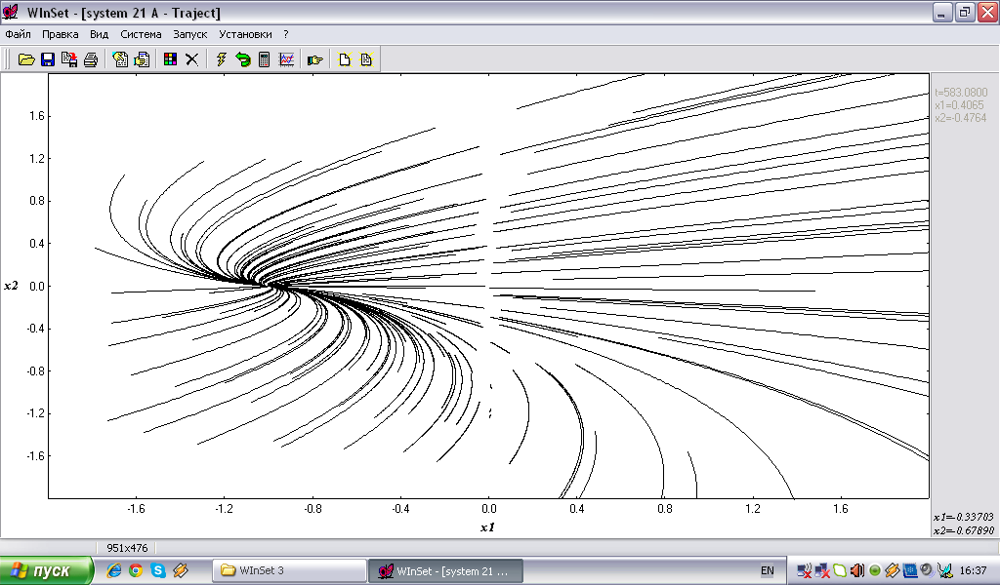 WInSet - [system 21 A - Traject]
Файл Правка Вид Система Запуск Установки ?
t=583.0800
x1=0.4065
x2=-0.4764
1.6
1.2
0.8
0.4
0.0
-0.4
-0.8
-1.2
-1.6
x2
-1.6 -1.2 -0.8 -0.4 0.0 0.4 0.8 1.2 1.6
x1
x1=-0.33703
x2=-0.67890
951x476
пуск WInSet 3 WInSet - [system 21 ... EN 16:37